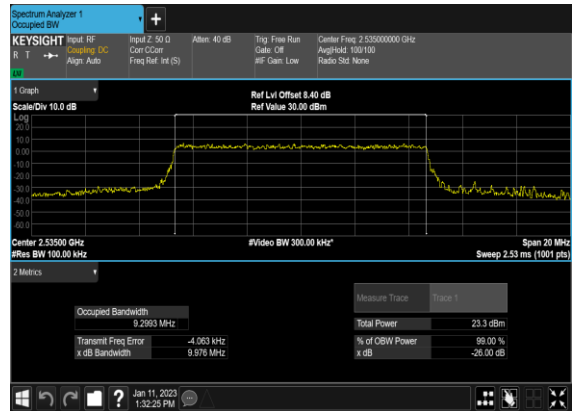 Spectrum Analyzer 1
Occupied BW
KEYSIGHT Input: RF Input Z: 50 Ω Atten: 40 dB Trig: Free Run Center Freq: 2.535000000 GHz
R T Coupling: DC Corr CCorr Gate: Off Avg|Hold: 100/100
Align: Auto Freq Ref: Int (S) #IF Gain: Low Radio Std: None
LW
1 Graph
Ref Lvl Offset 8.40 dB
Scale/Div 10.0 dB Ref Value 30.00 dBm
Log
20.0
10.0
0.00
-10.0
-20.0
-30.0
-40.0
-50.0
-60.0
Center 2.53500 GHz #Video BW 300.00 kHz* Span 20 MHz
#Res BW 100.00 kHz Sweep 2.53 ms (1001 pts)
2 Metrics
Measure Trace Trace 1
Occupied Bandwidth
9.2993 MHz Total Power 23.3 dBm
Transmit Freq Error -4.063 kHz % of OBW Power 99.00 %
x dB Bandwidth 9.976 MHz x dB -26.00 dB
? Jan 11, 2023
1:32:25 PM